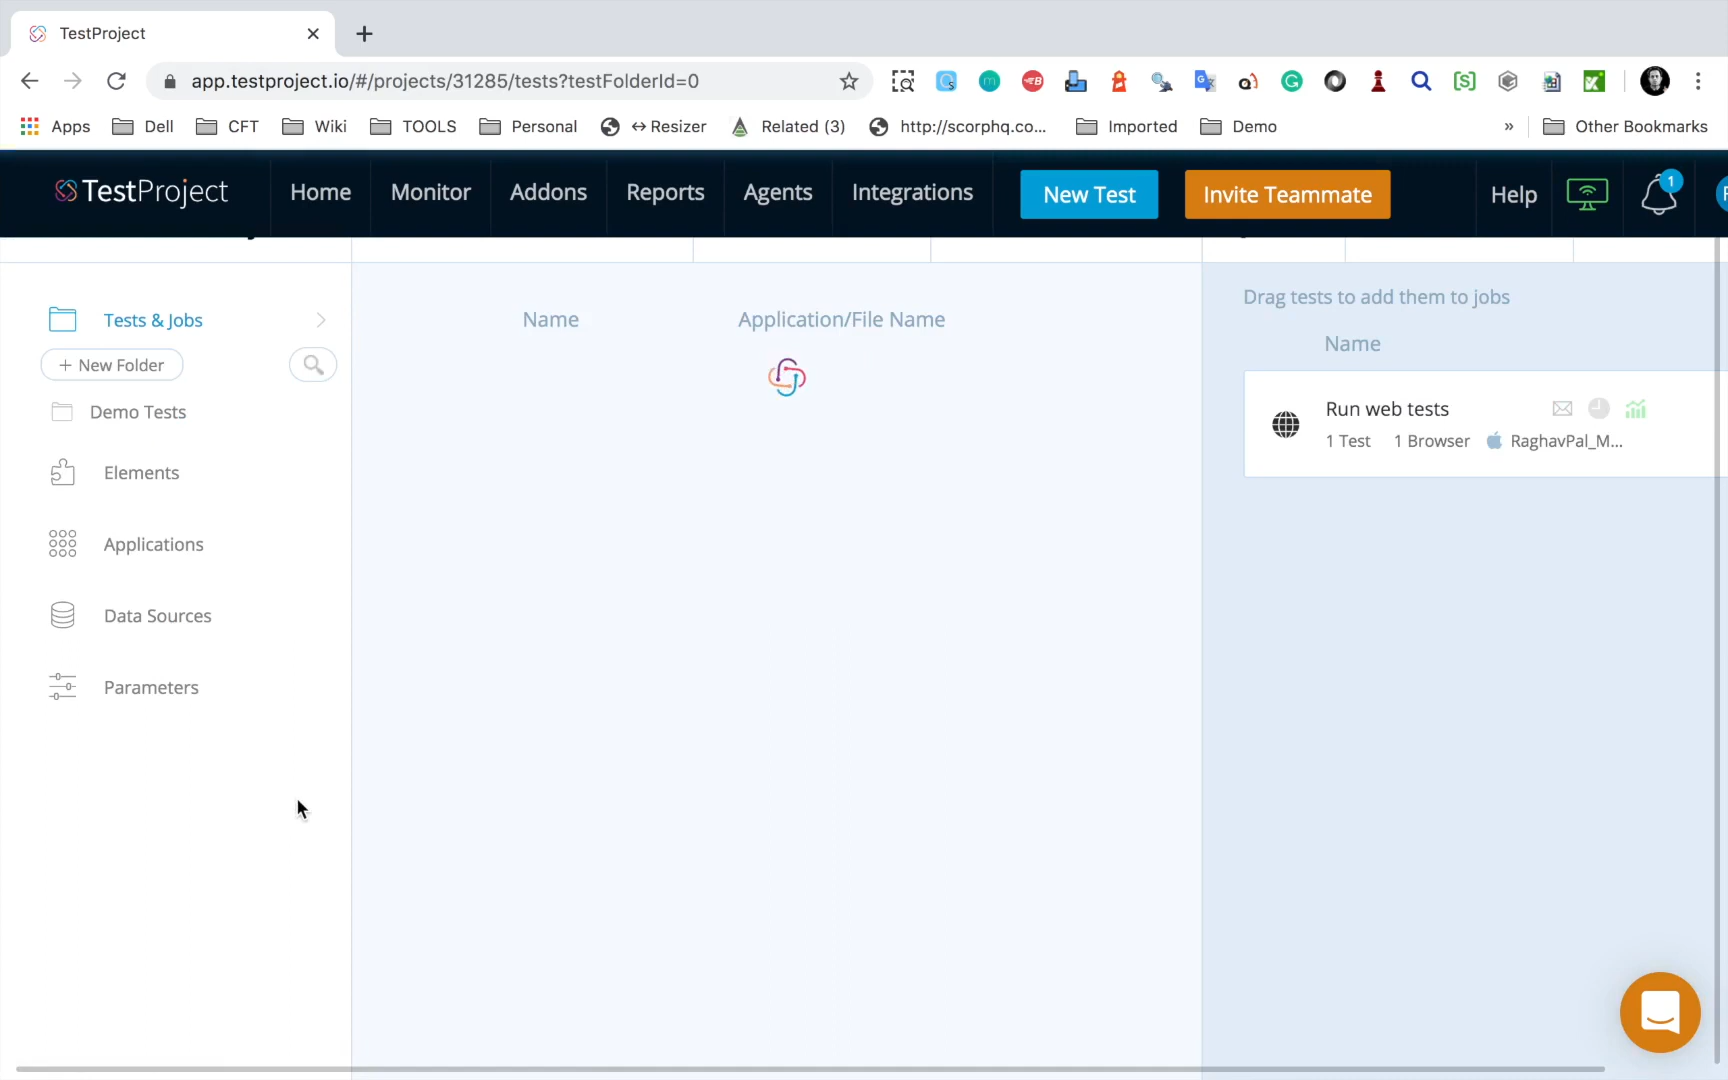 TestProject
app.testproject.io/#/projects/31285/tests?testFolderId=0
Apps Dell CFT Wiki TOOLS Personal ↔Resizer Related (3) http://scorphq.co... Imported Demo » Other Bookmarks
TestProject Home Monitor Addons Reports Agents Integrations New Test Invite Teammate Help 1
Tests & Jobs
+ New Folder
Demo Tests
Elements
Applications
Data Sources
Parameters
Name Application/File Name
Drag tests to add them to jobs
Name
Run web tests
1 Test 1 Browser RaghavPal_M...